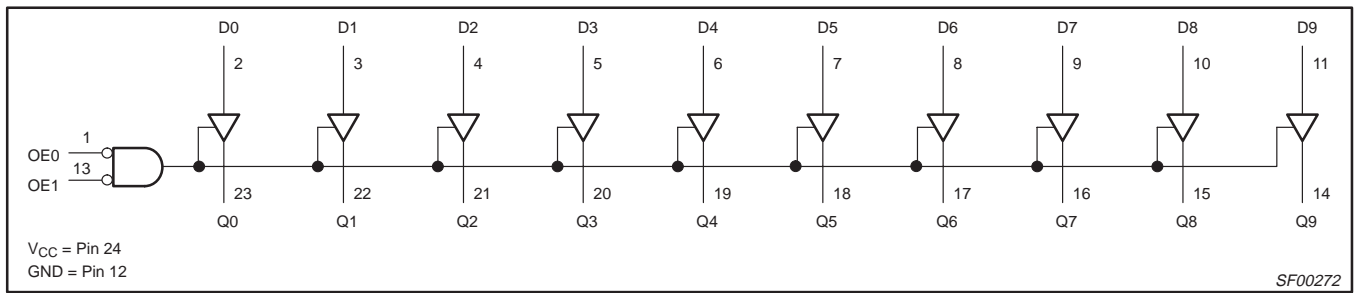 D0 D1 D2 D3 D4 D5 D6 D7 D8 D9
2 3 4 5 6 7 8 9 10 11
1
OE0
13
OE1
23 22 21 20 19 18 17 16 15 14
Q0 Q1 Q2 Q3 Q4 Q5 Q6 Q7 Q8 Q9
VCC = Pin 24
GND = Pin 12
SF00272